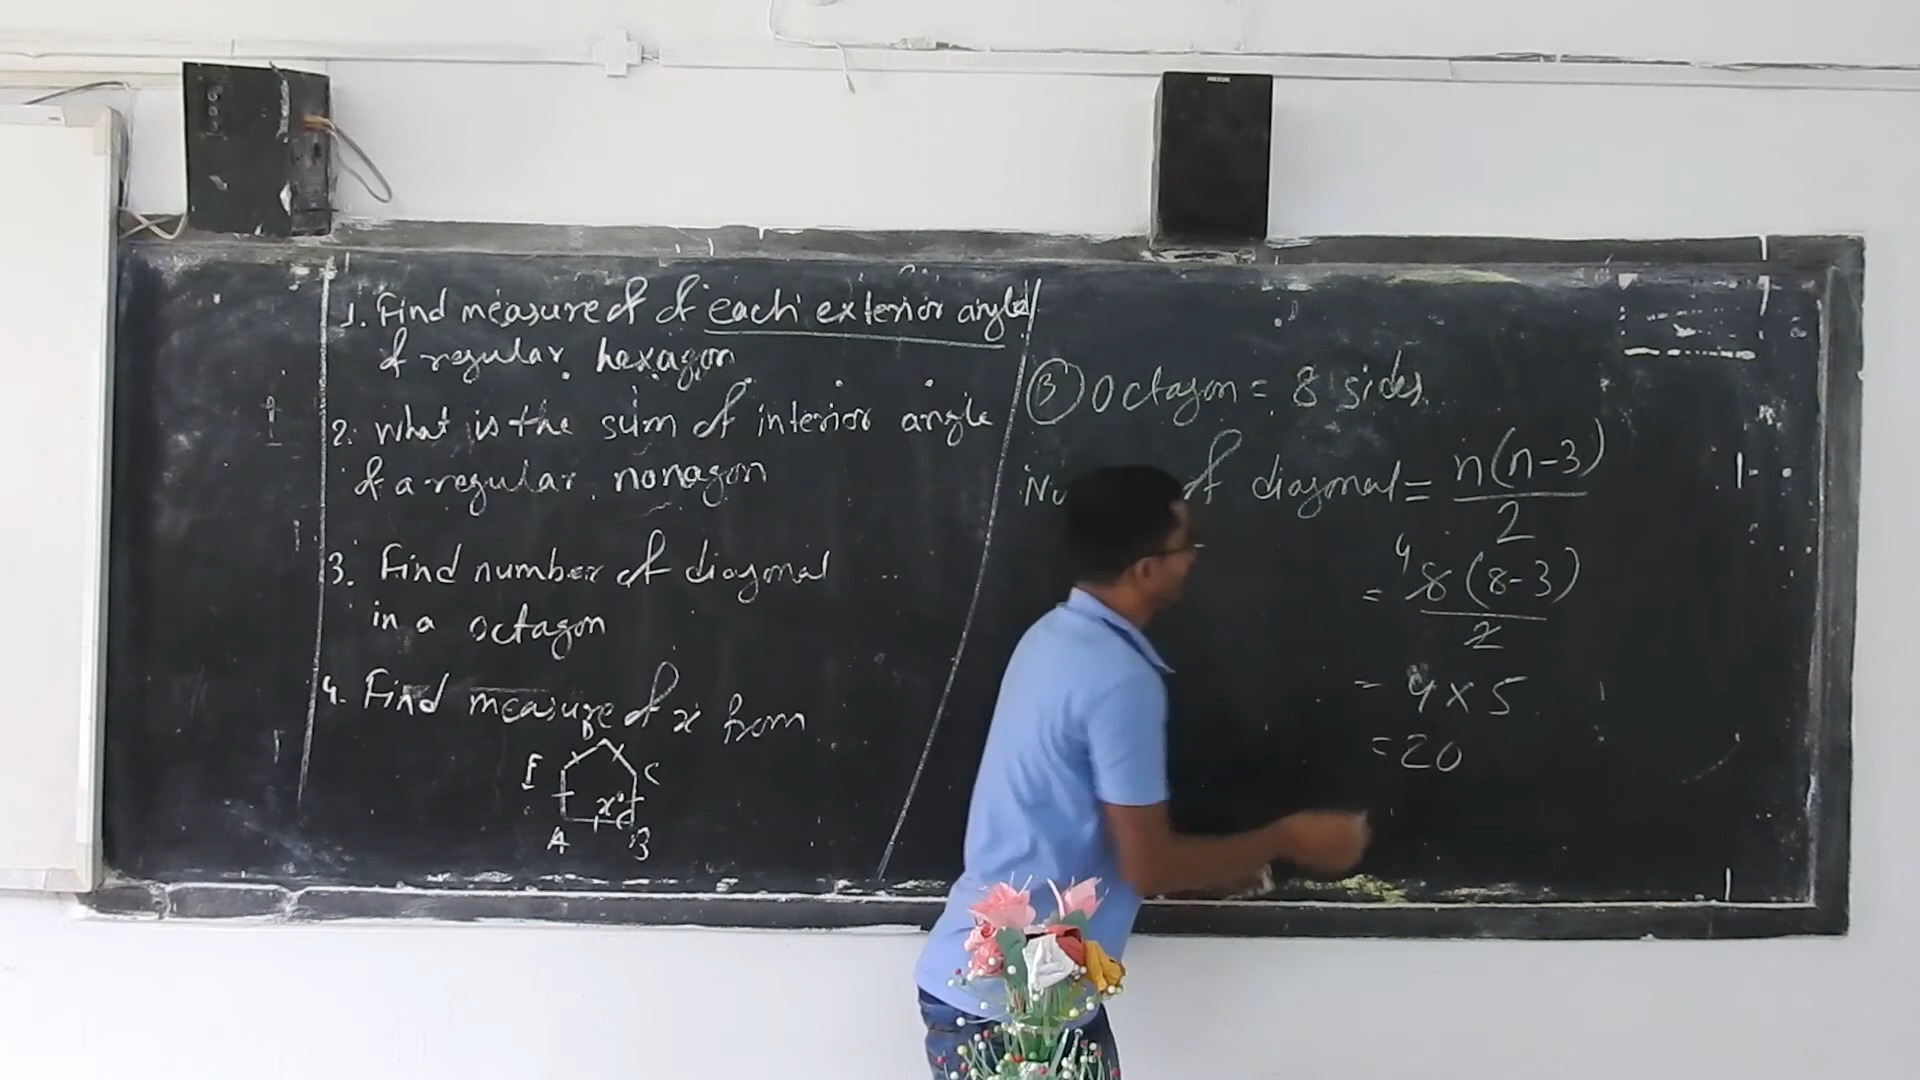 1. Find measure of of each exterior angle
of regular hexagon
2. What is the sum of interior angle
of a regular nonagon
3. Find number of diagonal
in a octagon
4. Find measure of x from
D
E
C
x°
A
B
③ Octagon = 8 sides.
of diagonal = n(n-3)
2
4
= 8(8-3)
2
= 4 x 5
= 20